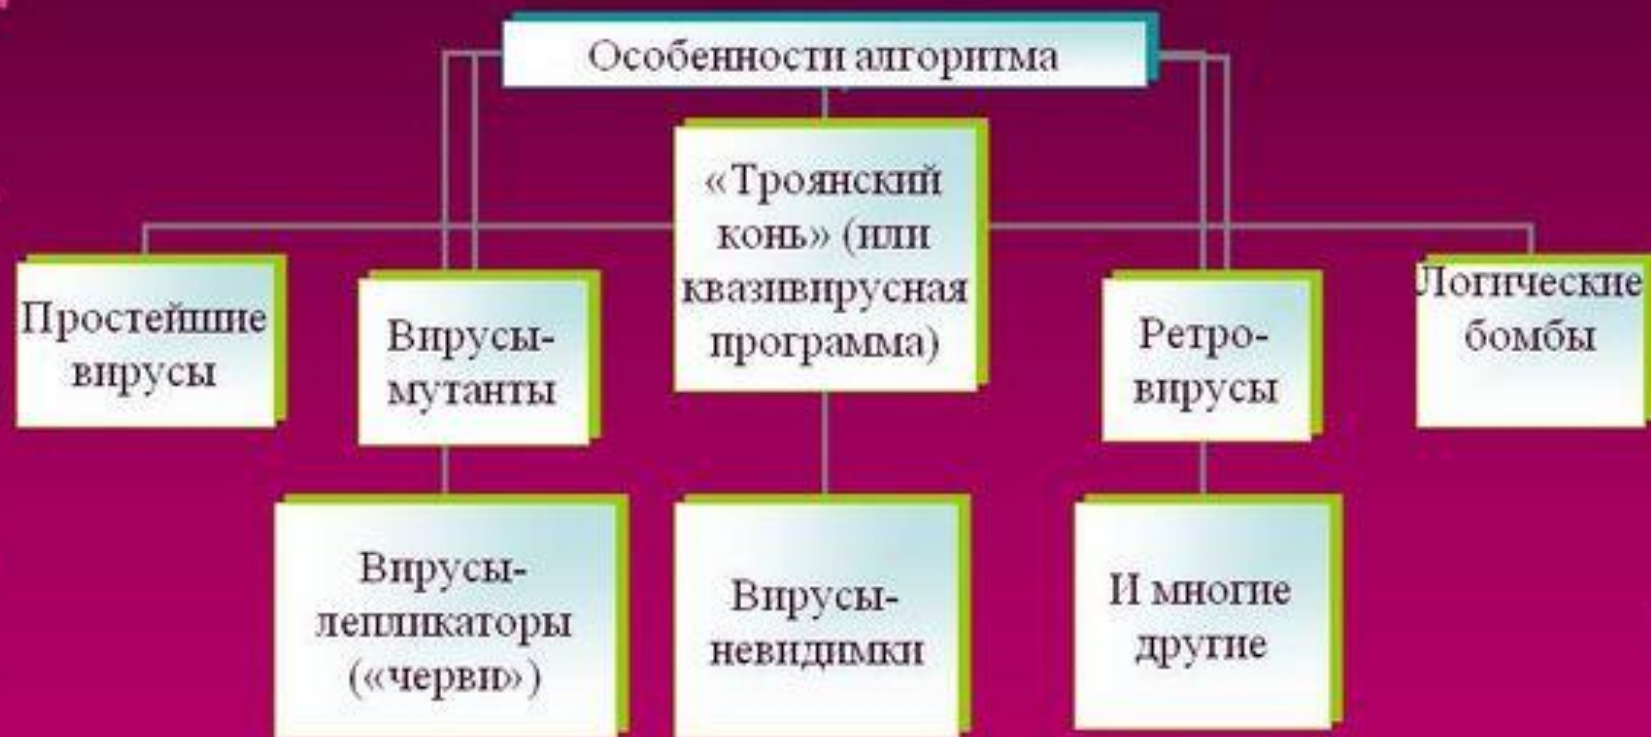 Особенности алгоритма
«Троянский
конь» (или
квазивирусная
программа)
Простейшие
вирусы
Вирусы-
мутанты
Ретро-
вирусы
Логические
бомбы
Вирусы-
лепликаторы
(«черви»)
Вирусы-
невидимки
И многие
другие